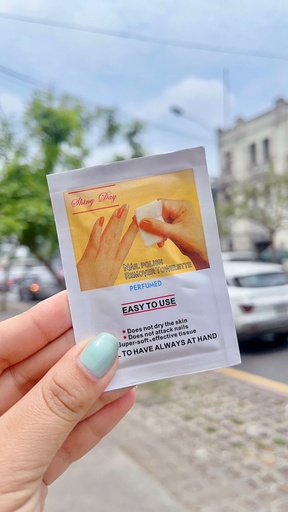 Shiny Day
NAIL POLISH
REMOVER TOWELETTE
PERFUMED
EASY TO USE
• Does not dry the skin
• Does not attack nails
Super-soft effective tissue
L TO HAVE ALWAYS AT HAND